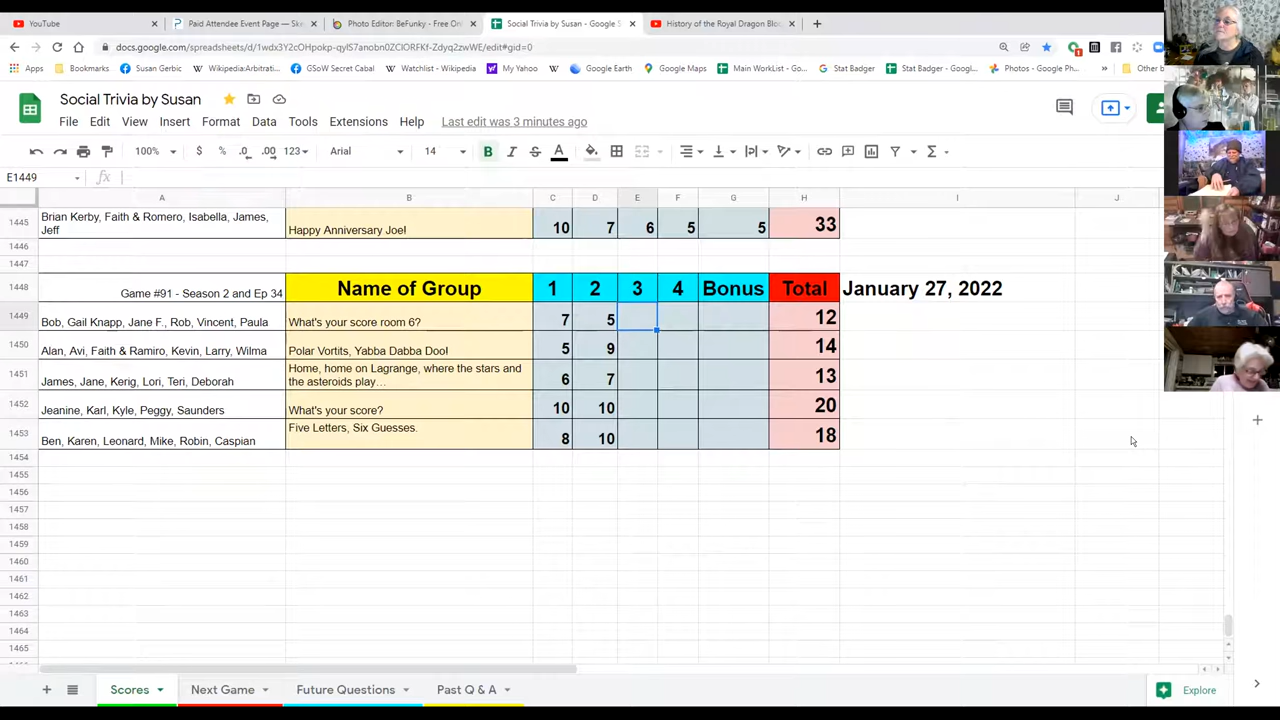 YouTube × Paid Attendee Event Page — Ske × Photo Editor: BeFunky - Free Onl × Social Trivia by Susan - Google S × History of the Royal Dragon Blo × +
docs.google.com/spreadsheets/d/1wdx3Y2cOHpokp-qyIS7anobn0ZCIORFKf-Zdyq2zwWE/edit#gid=0
Apps Bookmarks Susan Gerbic Wikipedia:Arbitrati... GSoW Secret Cabal Watchlist - Wikiped... My Yahoo Google Earth Google Maps Main WorkList - Go... Stat Badger Stat Badger - Googl... Photos - Google Ph... » Other b
Social Trivia by Susan
File Edit View Insert Format Data Tools Extensions Help Last edit was 3 minutes ago
100% $ % .0 .00 123 Arial 14 B I S A Σ
E1449 fx
A B C D E F G H I J
1445 Brian Kerby, Faith & Romero, Isabella, James,
Jeff Happy Anniversary Joe! 10 7 6 5 5 33
1446
1447
1448 Game #91 - Season 2 and Ep 34 Name of Group 1 2 3 4 Bonus Total January 27, 2022
1449 Bob, Gail Knapp, Jane F., Rob, Vincent, Paula What's your score room 6? 7 5 12
1450 Alan, Avi, Faith & Ramiro, Kevin, Larry, Wilma Polar Vortits, Yabba Dabba Doo! 5 9 14
1451 James, Jane, Kerig, Lori, Teri, Deborah Home, home on Lagrange, where the stars and
the asteroids play… 6 7 13
1452 Jeanine, Karl, Kyle, Peggy, Saunders What's your score? 10 10 20
1453 Ben, Karen, Leonard, Mike, Robin, Caspian Five Letters, Six Guesses. 8 10 18
1454
1455
1456
1457
1458
1459
1460
1461
1462
1463
1464
1465
+ Scores Next Game Future Questions Past Q & A Explore